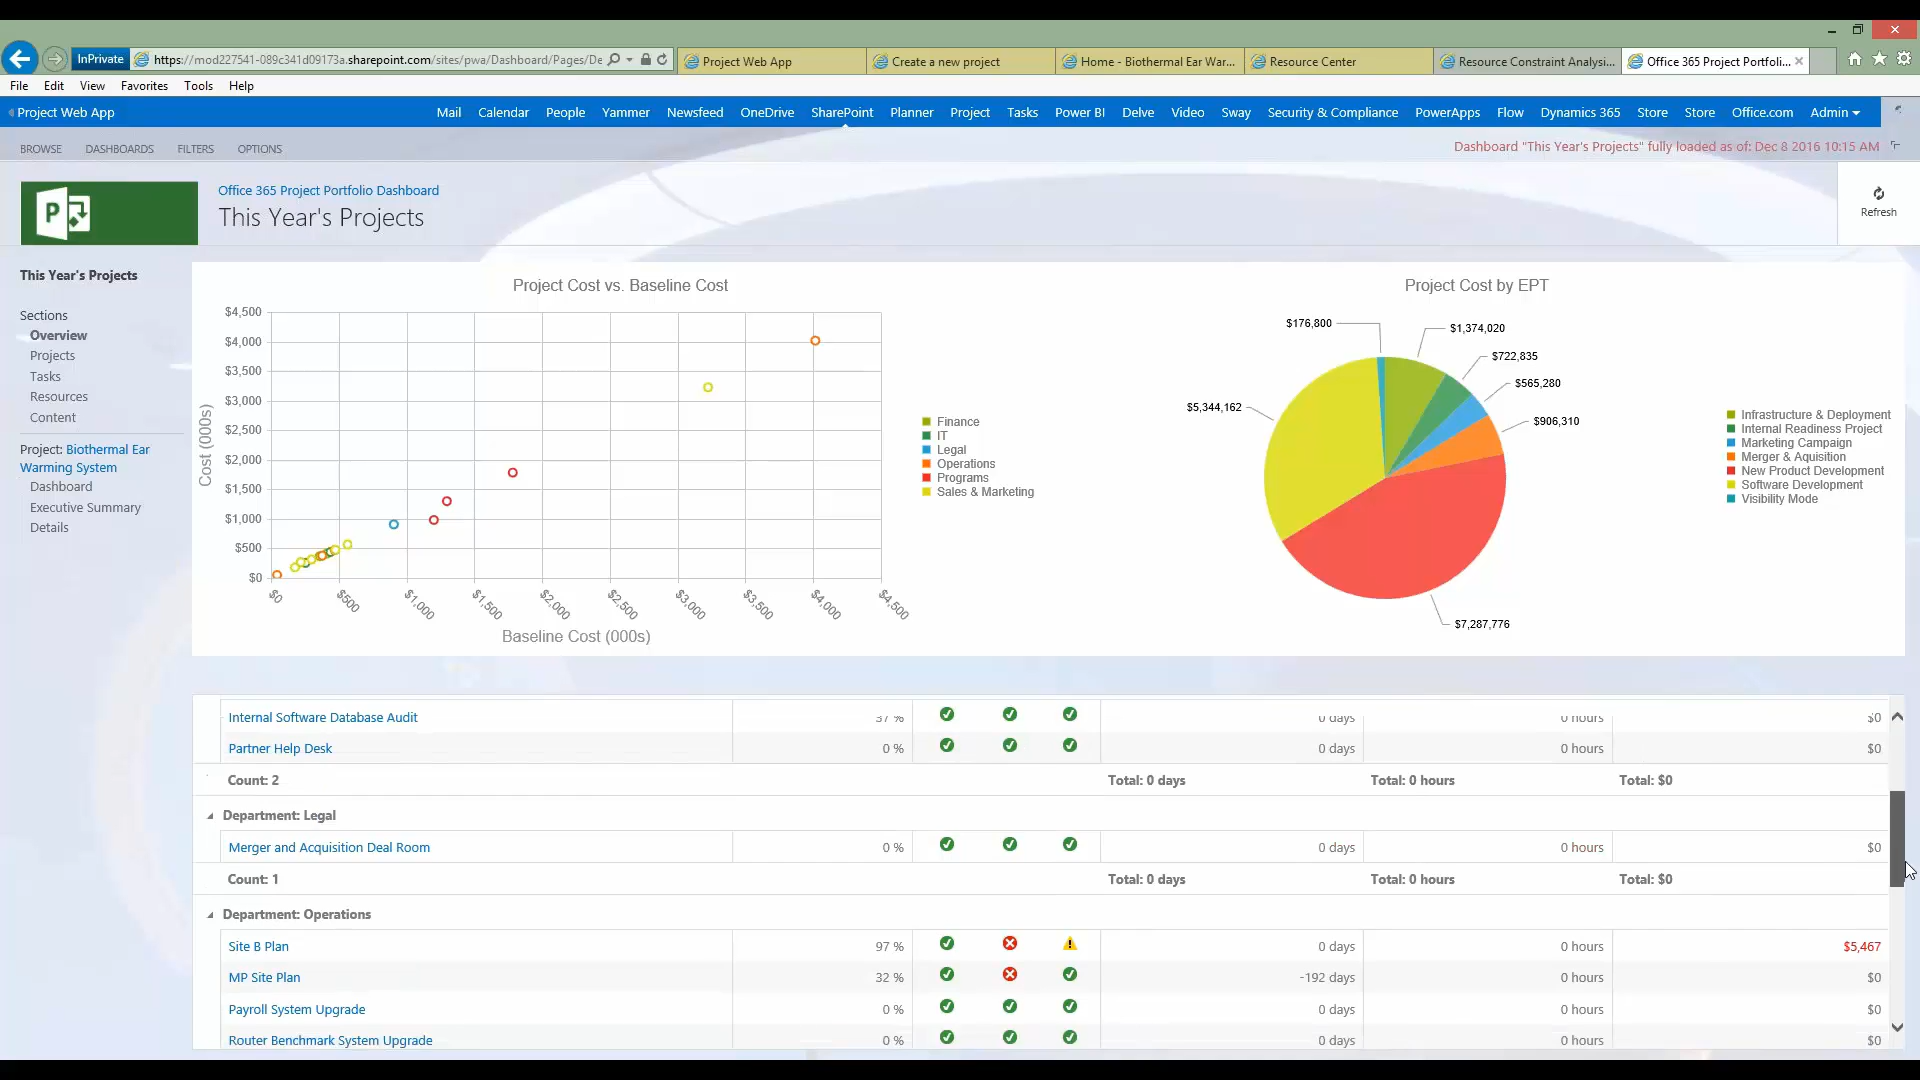 InPrivate
https://mod227541-089c341d09173a.sharepoint.com/sites/pwa/Dashboard/Pages/De
Project Web App
Create a new project
Home - Biothermal Ear War...
Resource Center
Resource Constraint Analysi...
Office 365 Project Portfolio...
File Edit View Favorites Tools Help
Project Web App
Mail Calendar People Yammer Newsfeed OneDrive SharePoint Planner Project Tasks Power BI Delve Video Sway Security & Compliance PowerApps Flow Dynamics 365 Store Store Office.com Admin
BROWSE DASHBOARDS FILTERS OPTIONS
Dashboard "This Year's Projects" fully loaded as of: Dec 8 2016 10:15 AM
P
Office 365 Project Portfolio Dashboard
This Year's Projects
Refresh
This Year's Projects
Sections
Overview
Projects
Tasks
Resources
Content
Project: Biothermal Ear
Warming System
Dashboard
Executive Summary
Details
Project Cost vs. Baseline Cost
Cost (000s)
$4,500
$4,000
$3,500
$3,000
$2,500
$2,000
$1,500
$1,000
$500
$0
$0 $500 $1,000 $1,500 $2,000 $2,500 $3,000 $3,500 $4,000 $4,500
Baseline Cost (000s)
Finance
IT
Legal
Operations
Programs
Sales & Marketing
Project Cost by EPT
$176,800
$1,374,020
$722,835
$565,280
$906,310
$5,344,162
$7,287,776
Infrastructure & Deployment
Internal Readiness Project
Marketing Campaign
Merger & Aquisition
New Product Development
Software Development
Visibility Mode
Internal Software Database Audit 37 % 0 days 0 hours $0
Partner Help Desk 0 % 0 days 0 hours $0
Count: 2 Total: 0 days Total: 0 hours Total: $0
Department: Legal
Merger and Acquisition Deal Room 0 % 0 days 0 hours $0
Count: 1 Total: 0 days Total: 0 hours Total: $0
Department: Operations
Site B Plan 97 % 0 days 0 hours $5,467
MP Site Plan 32 % -192 days 0 hours $0
Payroll System Upgrade 0 % 0 days 0 hours $0
Router Benchmark System Upgrade 0 % 0 days 0 hours $0